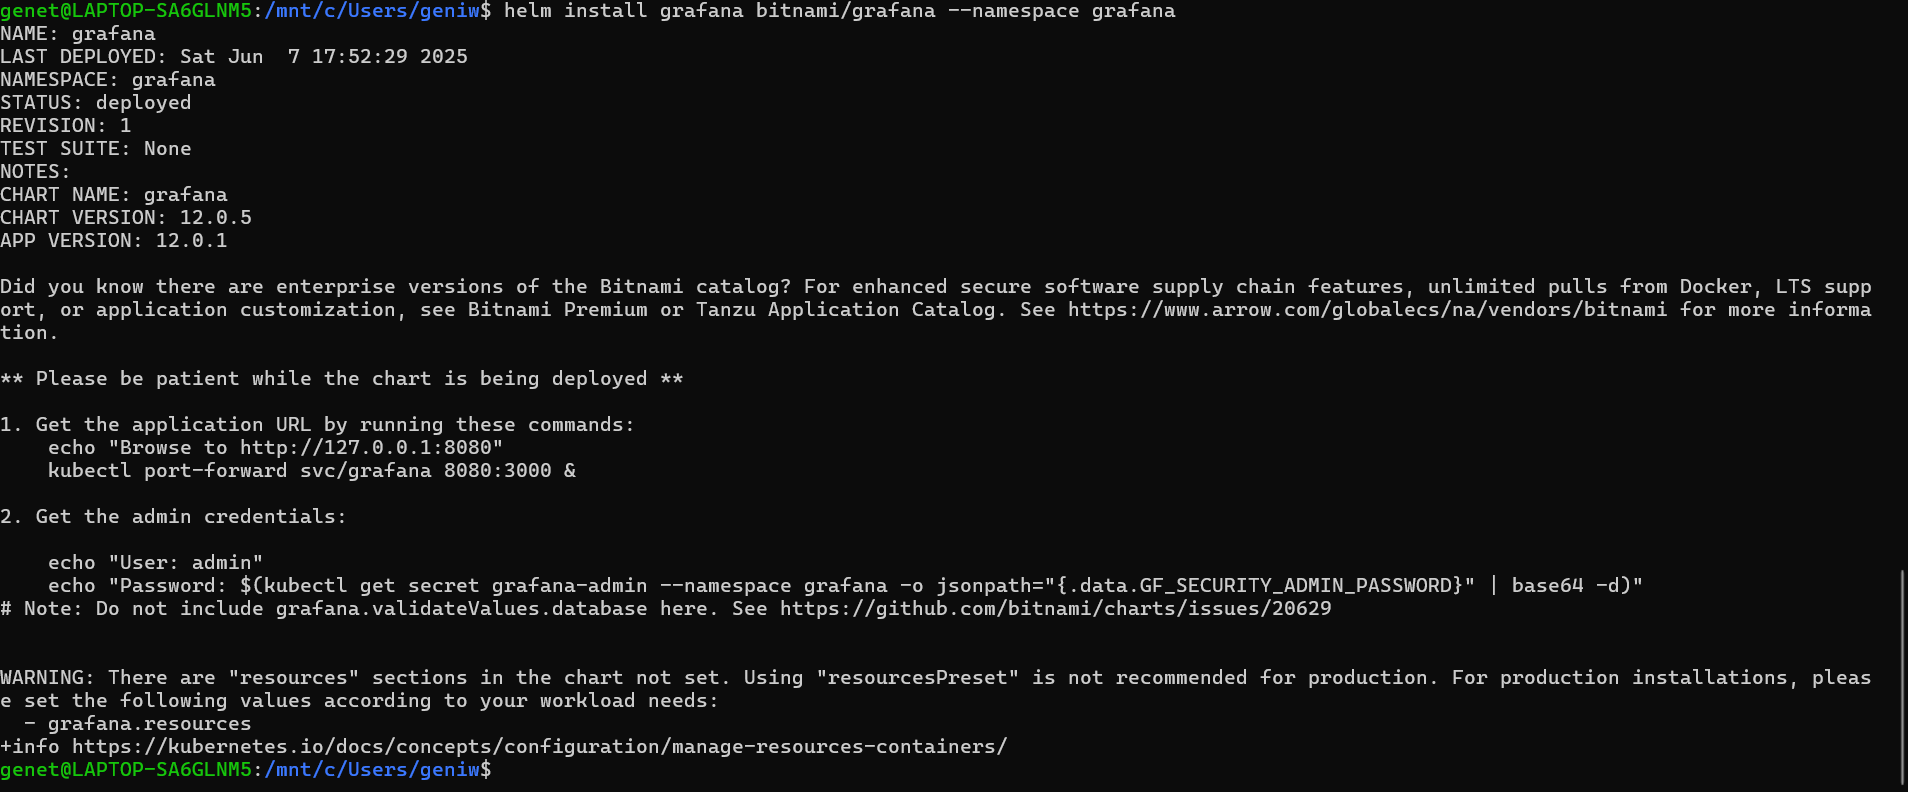 genet@LAPTOP-SA6GLNM5:/mnt/c/Users/geniw$ helm install grafana bitnami/grafana --namespace grafana
NAME: grafana
LAST DEPLOYED: Sat Jun  7 17:52:29 2025
NAMESPACE: grafana
STATUS: deployed
REVISION: 1
TEST SUITE: None
NOTES:
CHART NAME: grafana
CHART VERSION: 12.0.5
APP VERSION: 12.0.1

Did you know there are enterprise versions of the Bitnami catalog? For enhanced secure software supply chain features, unlimited pulls from Docker, LTS supp
ort, or application customization, see Bitnami Premium or Tanzu Application Catalog. See https://www.arrow.com/globalecs/na/vendors/bitnami for more informa
tion.

** Please be patient while the chart is being deployed **

1. Get the application URL by running these commands:
    echo "Browse to http://127.0.0.1:8080"
    kubectl port-forward svc/grafana 8080:3000 &

2. Get the admin credentials:

    echo "User: admin"
    echo "Password: $(kubectl get secret grafana-admin --namespace grafana -o jsonpath="{.data.GF_SECURITY_ADMIN_PASSWORD}" | base64 -d)"
# Note: Do not include grafana.validateValues.database here. See https://github.com/bitnami/charts/issues/20629


WARNING: There are "resources" sections in the chart not set. Using "resourcesPreset" is not recommended for production. For production installations, pleas
e set the following values according to your workload needs:
  - grafana.resources
+info https://kubernetes.io/docs/concepts/configuration/manage-resources-containers/
genet@LAPTOP-SA6GLNM5:/mnt/c/Users/geniw$